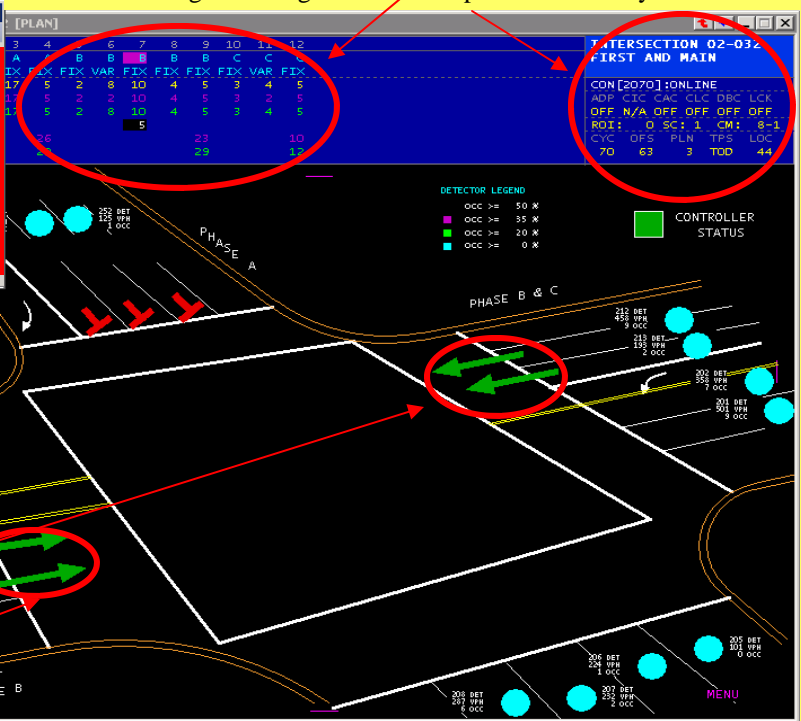 [PLAN]
3 4 5 6 7 8 9 10 11 12
A A B B B B B C C C
FIX FIX FIX VAR FIX FIX FIX FIX VAR FIX
17 5 2 8 10 4 5 3 4 5
17 5 2 2 10 4 5 3 2 5
17 5 2 8 10 4 5 3 4 5
5
26 23 10
29 12
INTERSECTION 02-032
FIRST AND MAIN
CON[2070]:ONLINE
ADP CIC CAC CLC DBC LCK
OFF N/A OFF OFF OFF OFF
ROI: 0 SC: 1 CM: 8-1
CYC OFS PLN TPS LOC
70 63 3 TOD 44
DETECTOR LEGEND
OCC >= 50 %
OCC >= 35 %
OCC >= 20 %
OCC >= 0 %
CONTROLLER
STATUS
252 DET
125 VPH
1 OCC
PHASE A
PHASE B & C
212 DET
458 VPH
9 OCC
213 DET
193 VPH
2 OCC
202 DET
358 VPH
7 OCC
201 DET
501 VPH
9 OCC
205 DET
101 VPH
0 OCC
206 DET
224 VPH
1 OCC
207 DET
232 VPH
2 OCC
208 DET
287 VPH
6 OCC
MENU
E B